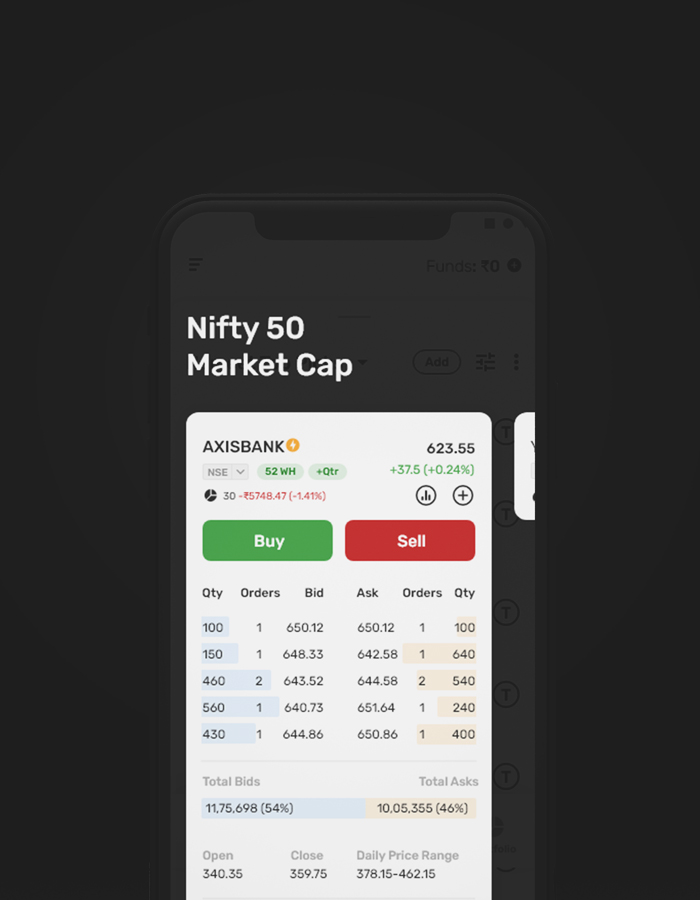 Funds: ₹0
Nifty 50
Market Cap
Add
AXISBANK
623.55
NSE 52 WH +Qtr
+37.5 (+0.24%)
30 -₹5748.47 (-1.41%)
Buy Sell
Qty Orders Bid Ask Orders Qty
100 1 650.12 650.12 1 100
150 1 648.33 642.58 1 640
460 2 643.52 644.58 2 540
560 1 640.73 651.64 1 240
430 1 644.86 650.86 1 400
Total Bids Total Asks
11,75,698 (54%) 10,05,355 (46%)
Open Close Daily Price Range
340.35 359.75 378.15-462.15
T
T
T
T
T